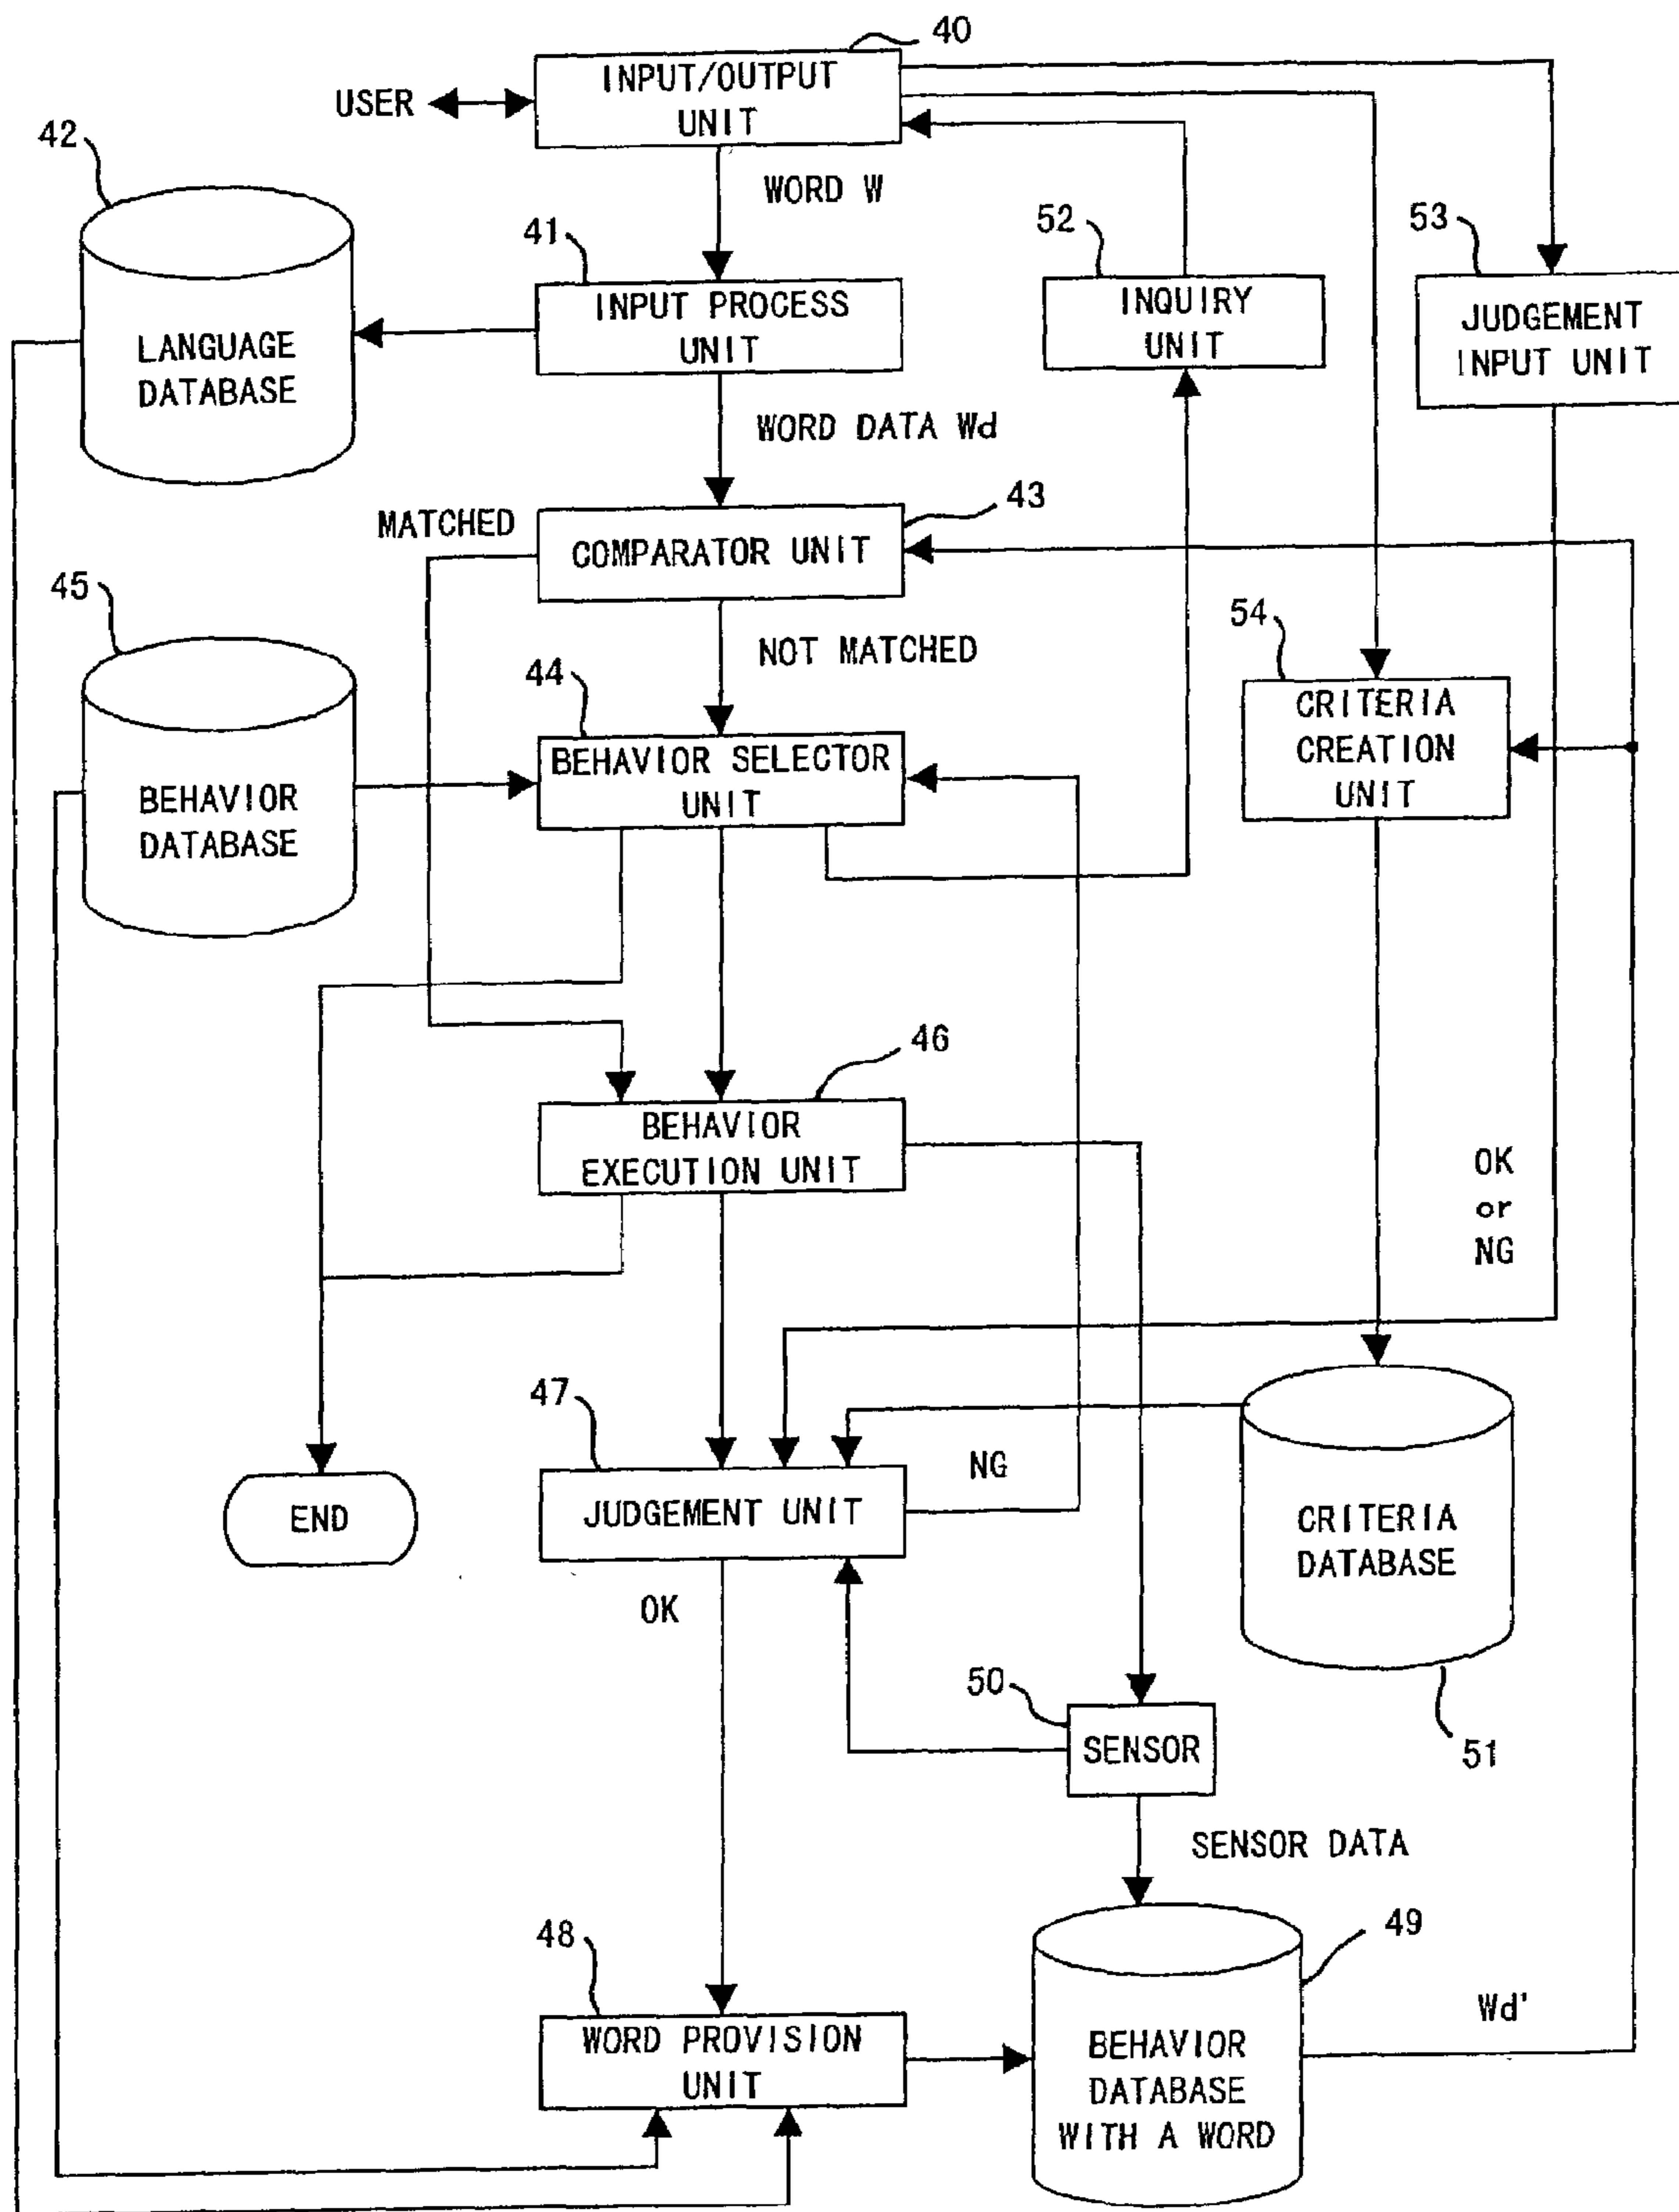 40
INPUT/OUTPUT
UNIT
USER
42
WORD W
41
52
53
INPUT PROCESS
UNIT
INQUIRY
UNIT
JUDGEMENT
INPUT UNIT
LANGUAGE
DATABASE
WORD DATA Wd
43
MATCHED
COMPARATOR UNIT
45
54
NOT MATCHED
44
CRITERIA
CREATION
UNIT
BEHAVIOR SELECTOR
UNIT
BEHAVIOR
DATABASE
46
BEHAVIOR
EXECUTION UNIT
OK
or
NG
47
NG
JUDGEMENT UNIT
END
CRITERIA
DATABASE
OK
50
SENSOR
51
SENSOR DATA
48
49
WORD PROVISION
UNIT
Wd'
BEHAVIOR
DATABASE
WITH A WORD